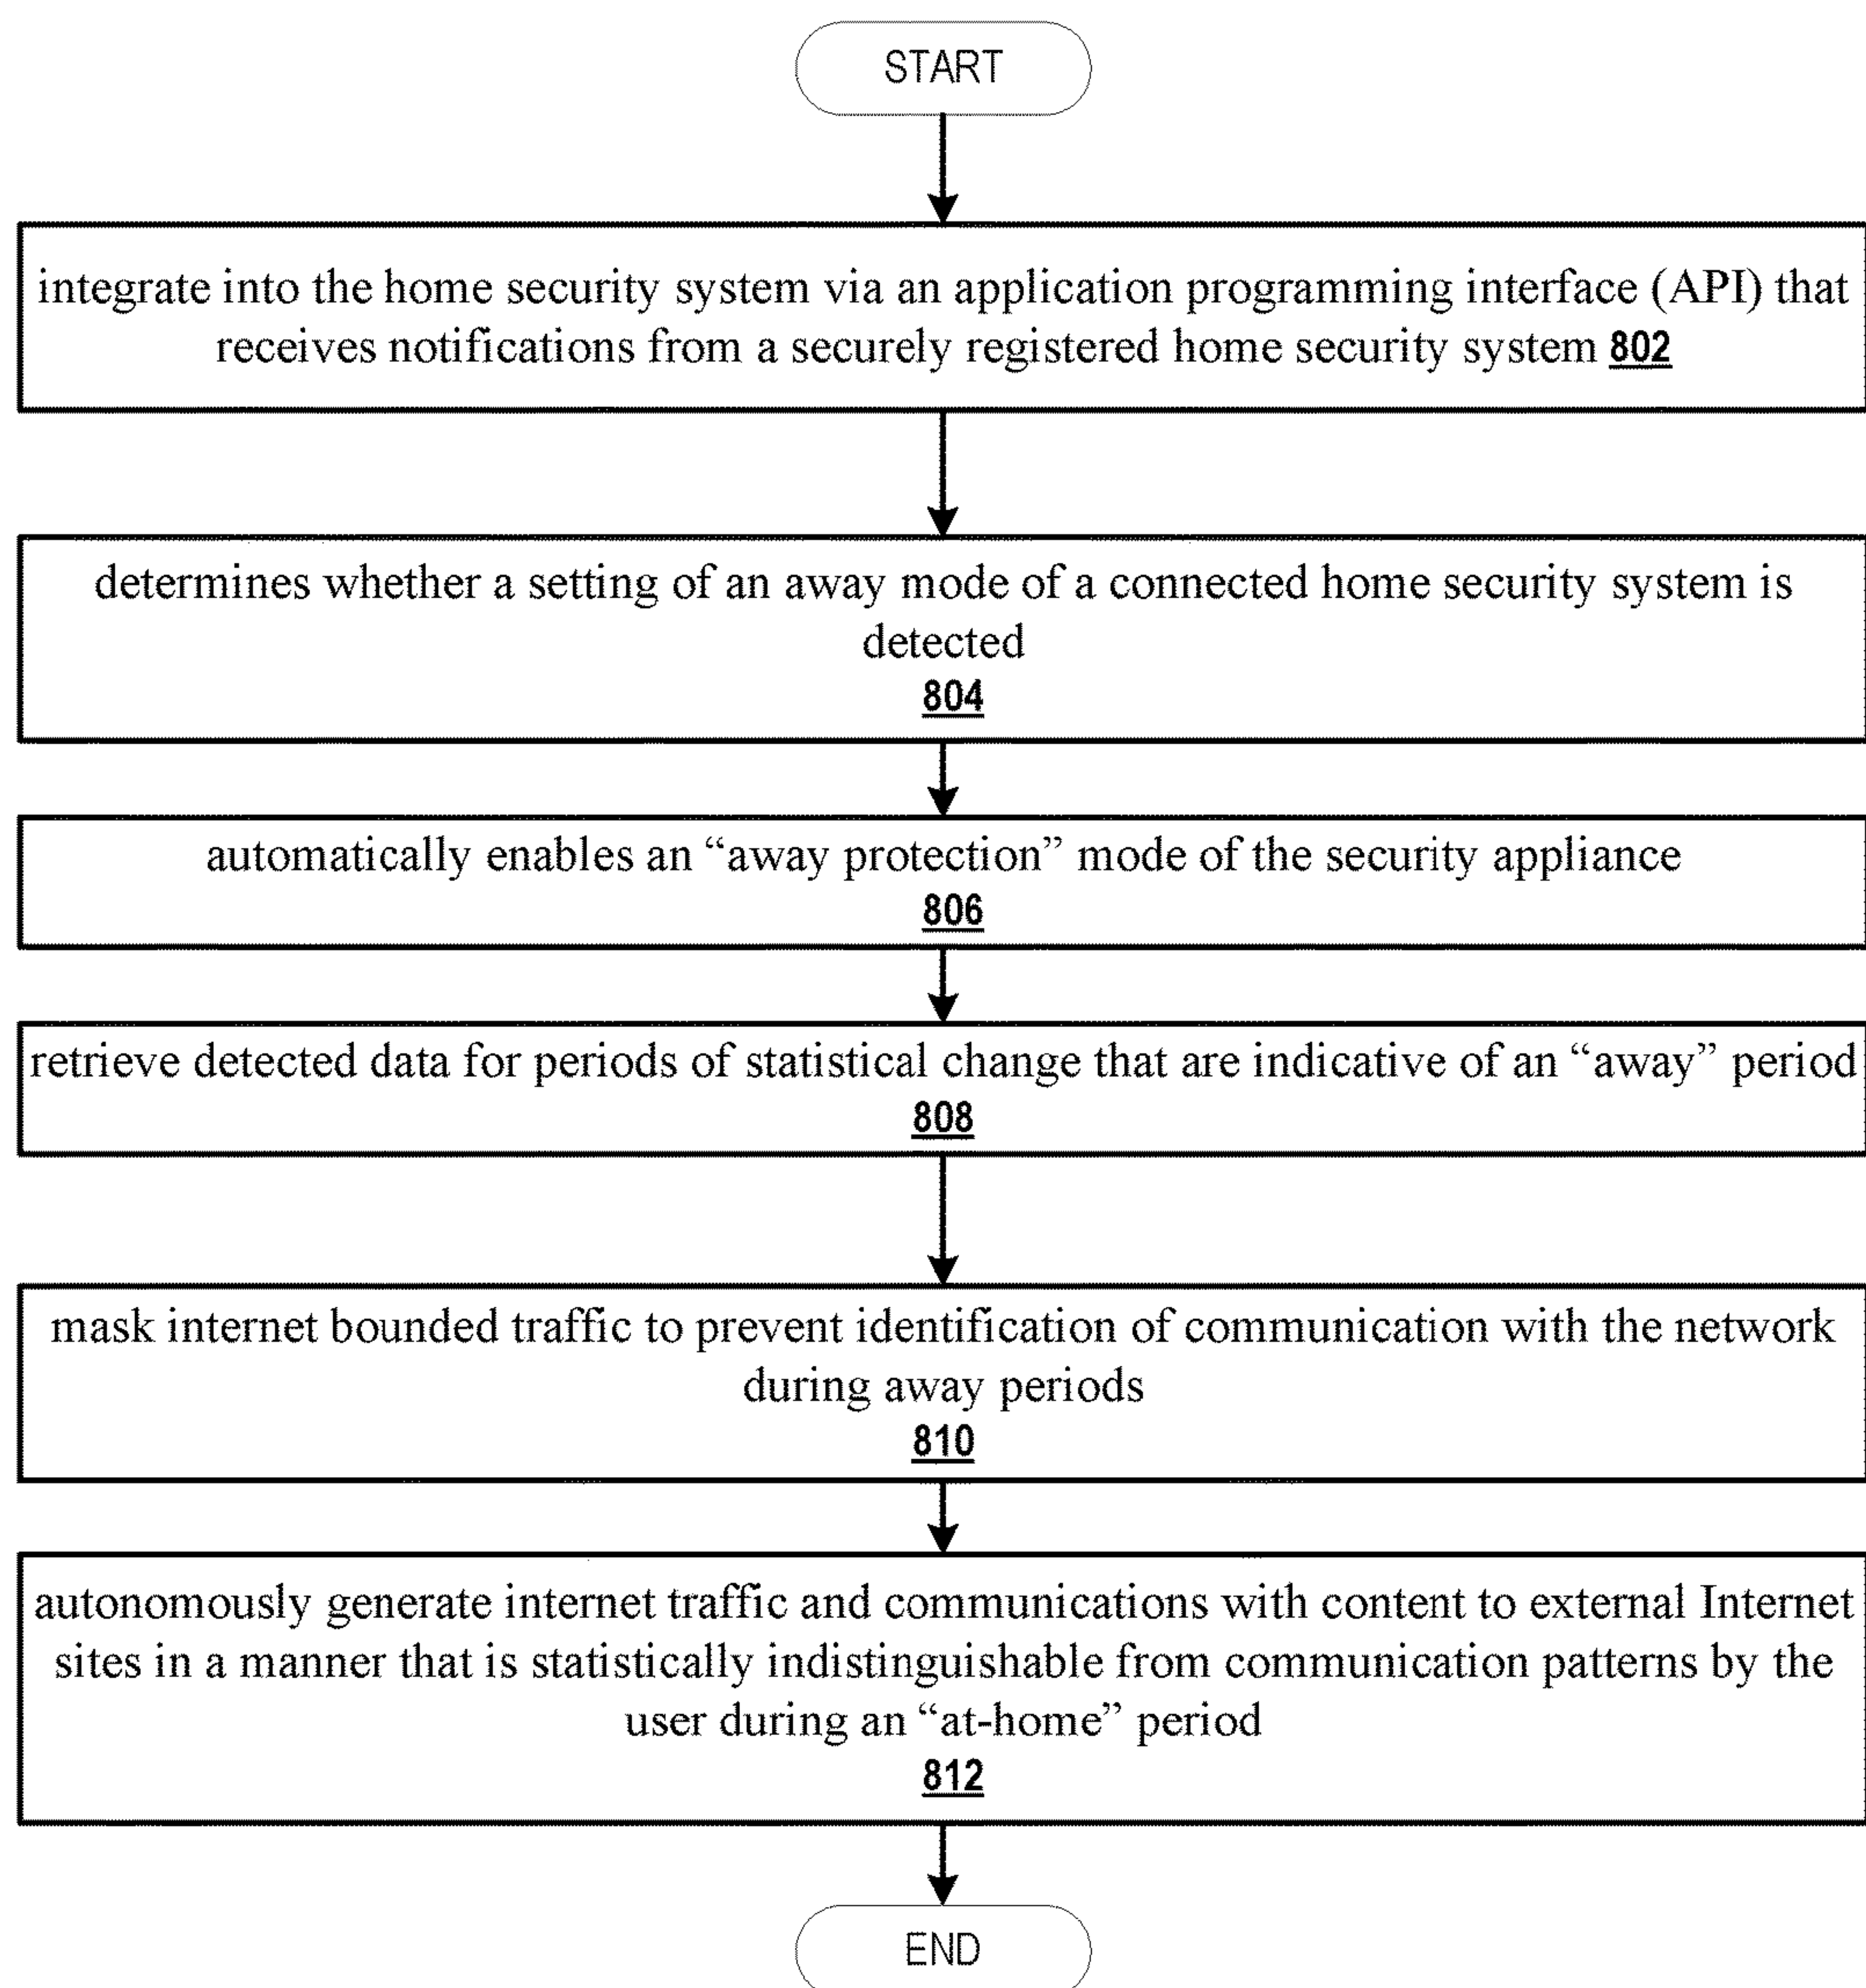 START
integrate into the home security system via an application programming interface (API) that
receives notifications from a securely registered home security system 802
determines whether a setting of an away mode of a connected home security system is
detected
804
automatically enables an “away protection” mode of the security appliance
806
retrieve detected data for periods of statistical change that are indicative of an “away” period
808
mask internet bounded traffic to prevent identification of communication with the network
during away periods
810
autonomously generate internet traffic and communications with content to external Internet
sites in a manner that is statistically indistinguishable from communication patterns by the
user during an “at-home” period
812
END